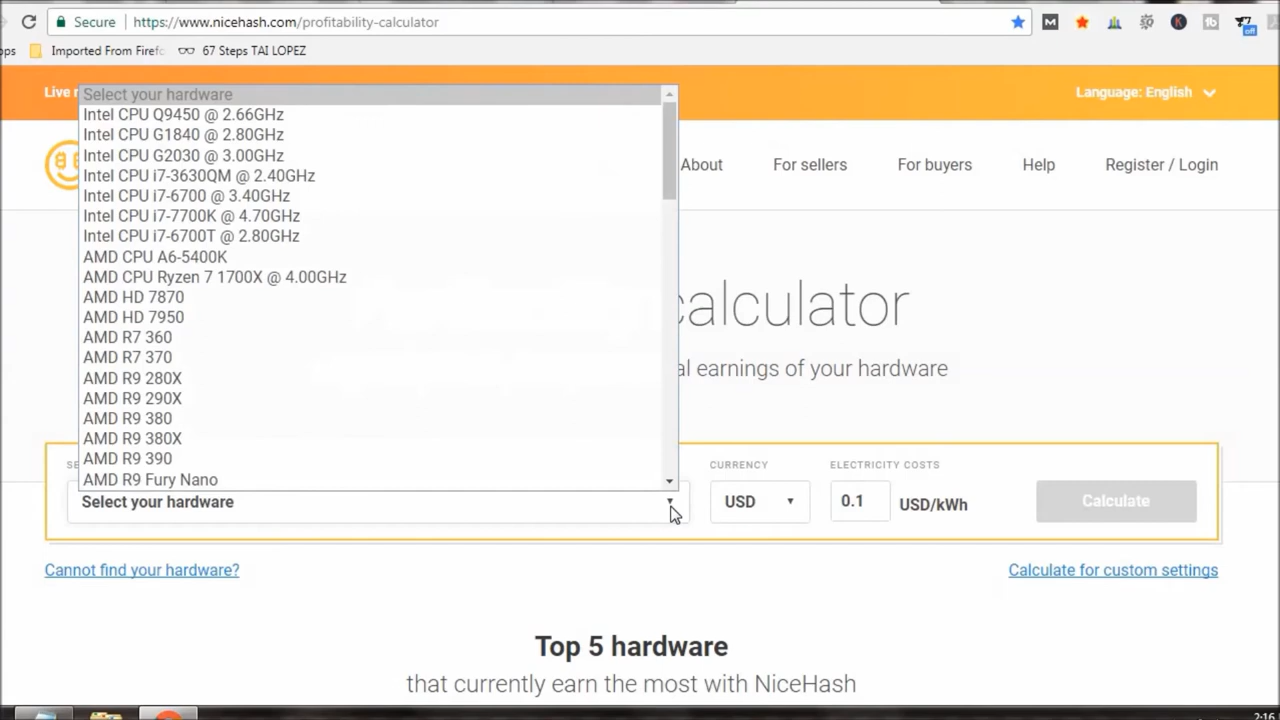 Secure https://www.nicehash.com/profitability-calculator
Imported From Firef
67 Steps TAI LOPEZ
Live
Language: English
About
For sellers
For buyers
Help
Register / Login
Select your hardware
Intel CPU Q9450 @ 2.66GHz
Intel CPU G1840 @ 2.80GHz
Intel CPU G2030 @ 3.00GHz
Intel CPU i7-3630QM @ 2.40GHz
Intel CPU i7-6700 @ 3.40GHz
Intel CPU i7-7700K @ 4.70GHz
Intel CPU i7-6700T @ 2.80GHz
AMD CPU A6-5400K
AMD CPU Ryzen 7 1700X @ 4.00GHz
AMD HD 7870
AMD HD 7950
AMD R7 360
AMD R7 370
AMD R9 280X
AMD R9 290X
AMD R9 380
AMD R9 380X
AMD R9 390
AMD R9 Fury Nano
calculator
al earnings of your hardware
SE
CURRENCY
ELECTRICITY COSTS
Select your hardware
USD
0.1
USD/kWh
Calculate
Cannot find your hardware?
Calculate for custom settings
Top 5 hardware
that currently earn the most with NiceHash
2:16